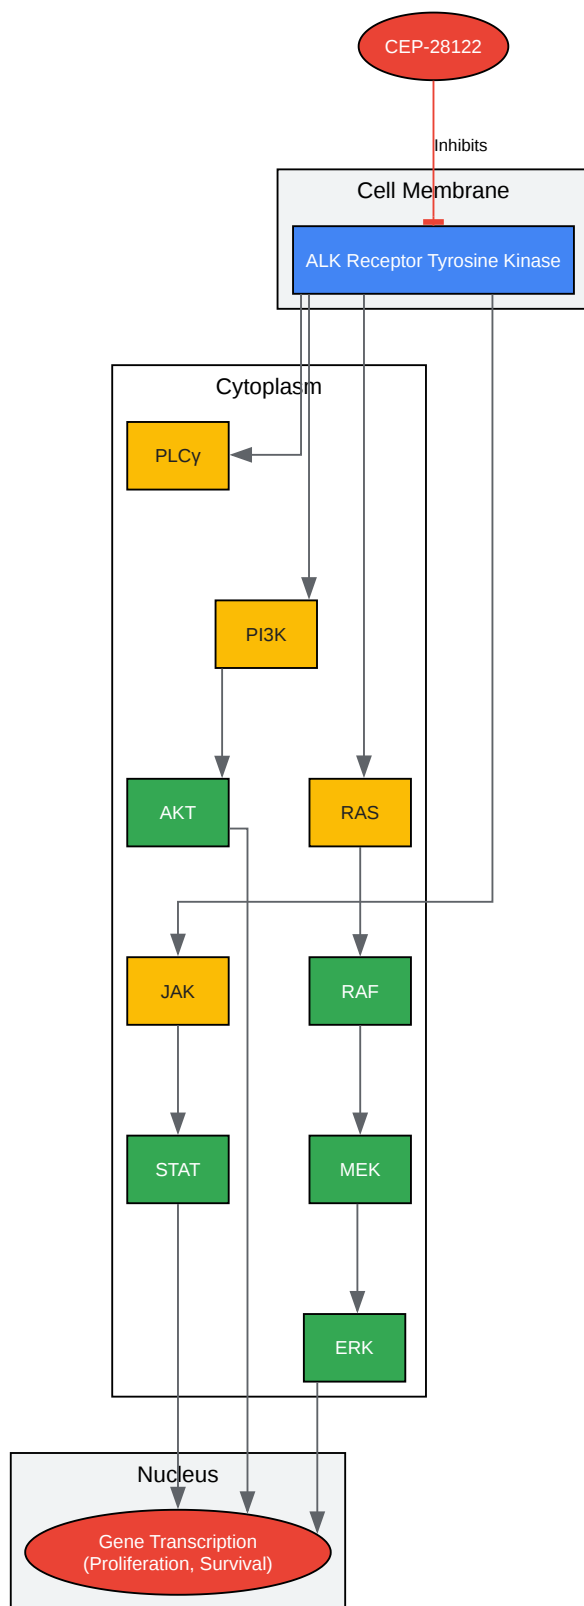 CEP-28122
Inhibits
Cell Membrane
ALK Receptor Tyrosine Kinase
Cytoplasm
PLCγ
PI3K
AKT
RAS
JAK
RAF
STAT
MEK
ERK
Nucleus
Gene Transcription
(Proliferation, Survival)